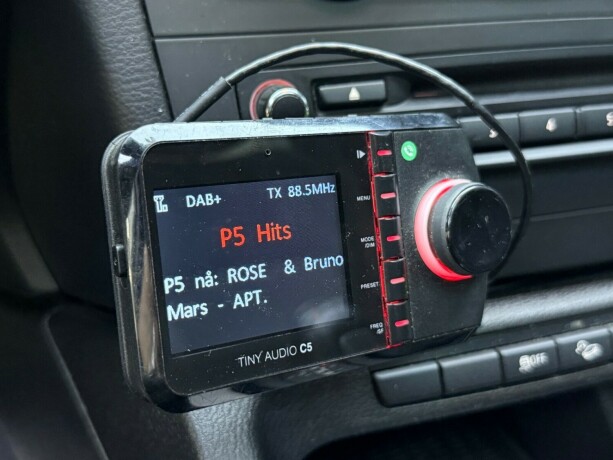 DAB+
TX 88.5MHz
P5 Hits
P5 nå: ROSE & Bruno
Mars - APT.
TINY AUDIO C5
MENU
MODE
/DIM
PRESET
FREQ
OFF